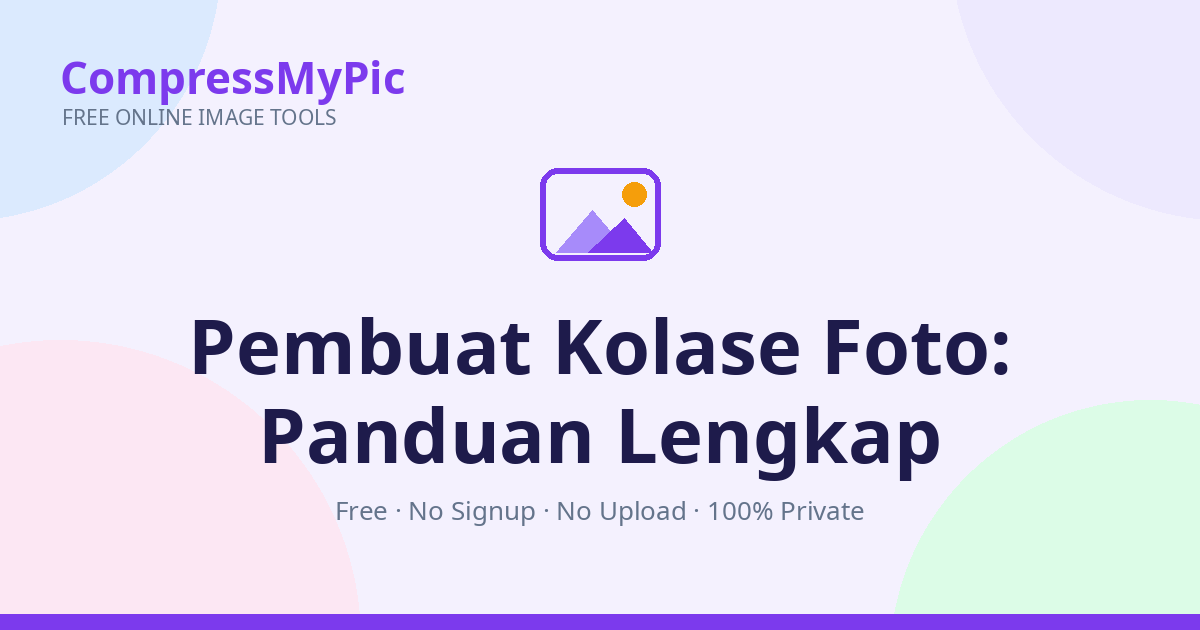 CompressMyPic
FREE ONLINE IMAGE TOOLS
Pembuat Kolase Foto:
Panduan Lengkap
Free · No Signup · No Upload · 100% Private